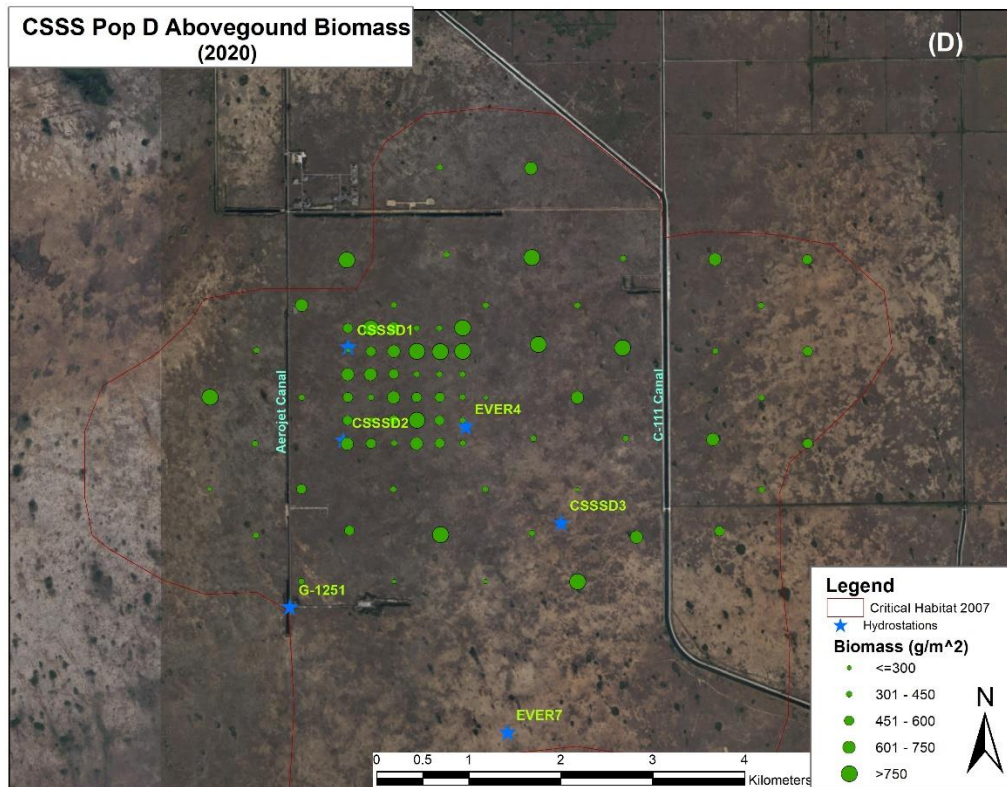 CSSS Pop D Abovegound Biomass
(2020)
(D)
CSSSD1
Aerojet Canal
C-111 Canal
CSSSD2
EVER4
CSSSD3
G-1251
EVER7
Legend
Critical Habitat 2007
Hydrostations
Biomass (g/m^2)
<=300
301 - 450
451 - 600
601 - 750
>750
N
0 0.5 1 2 3 4
Kilometers